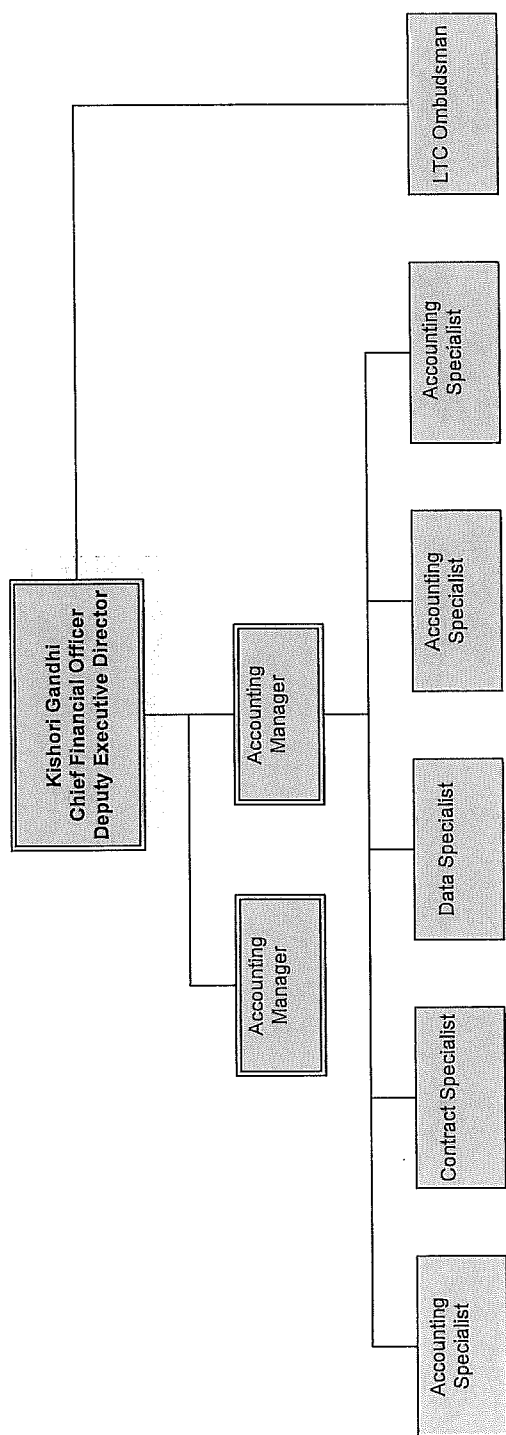 Kishori Gandhi
Chief Financial Officer
Deputy Executive Director
Accounting
Manager
Accounting
Manager
Accounting
Specialist
Contract Specialist
Data Specialist
Accounting
Specialist
Accounting
Specialist
LTC Ombudsman